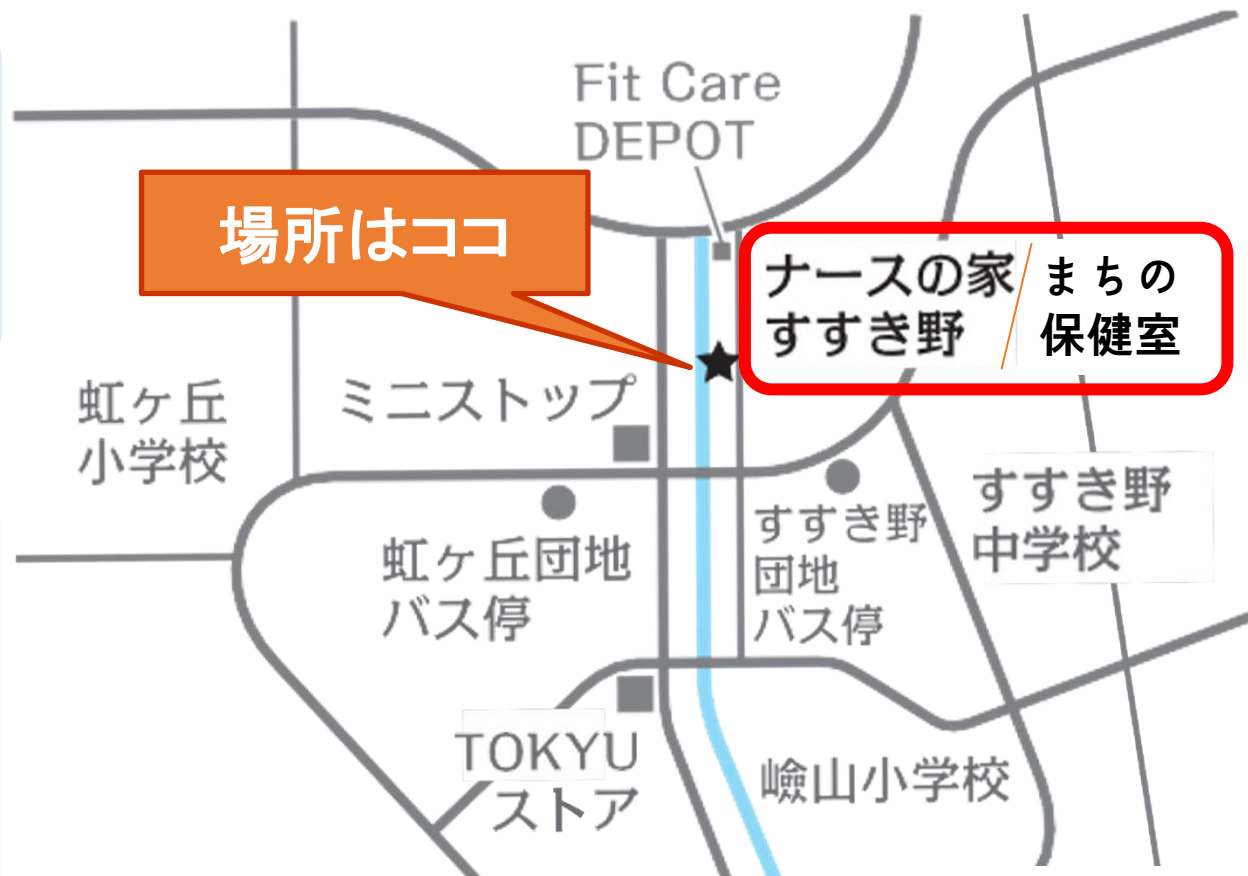 Fit Care
DEPOT
場所はココ
ナースの家
すすき野
まちの
保健室
虹ヶ丘
小学校
ミニストップ
虹ヶ丘団地
バス停
すすき野
団地
バス停
すすき野
中学校
TOKYU
ストア
嶮山小学校